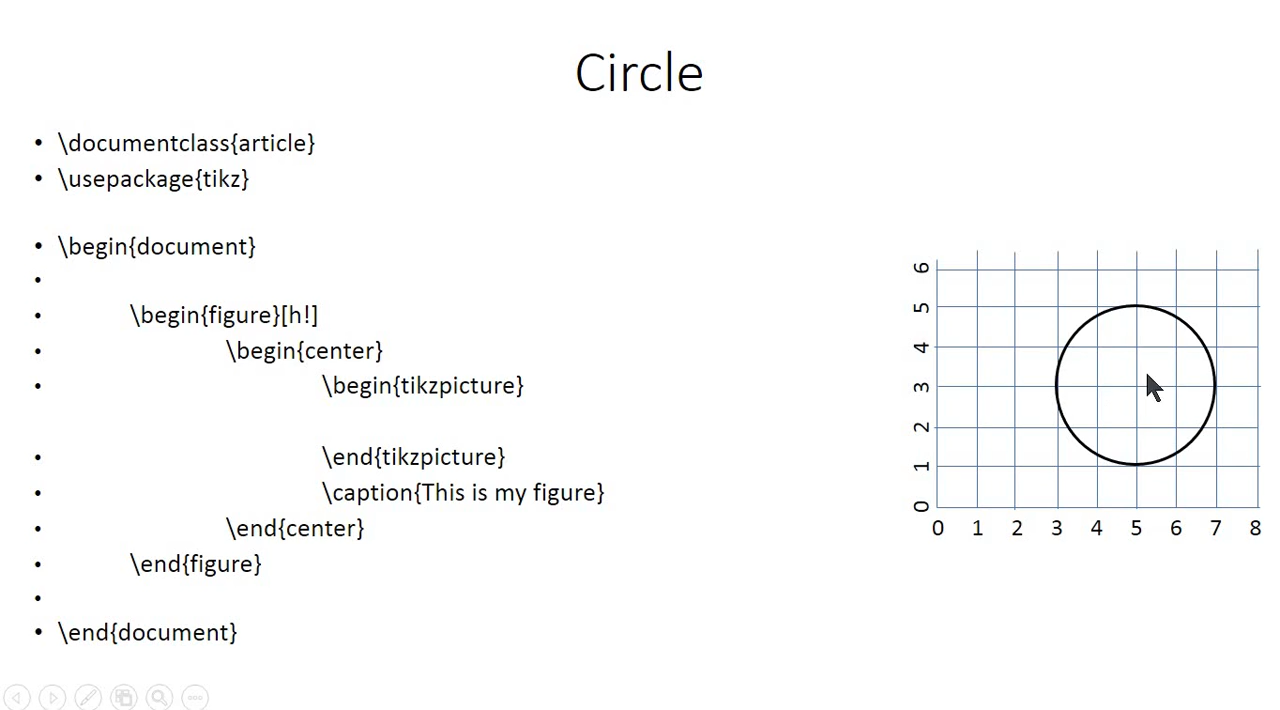 Circle
• \documentclass{article}
• \usepackage{tikz}
• \begin{document}
•
• \begin{figure}[h!]
• \begin{center}
• \begin{tikzpicture}
• \end{tikzpicture}
• \caption{This is my figure}
• \end{center}
• \end{figure}
•
• \end{document}
6
5
4
3
2
1
0
0 1 2 3 4 5 6 7 8